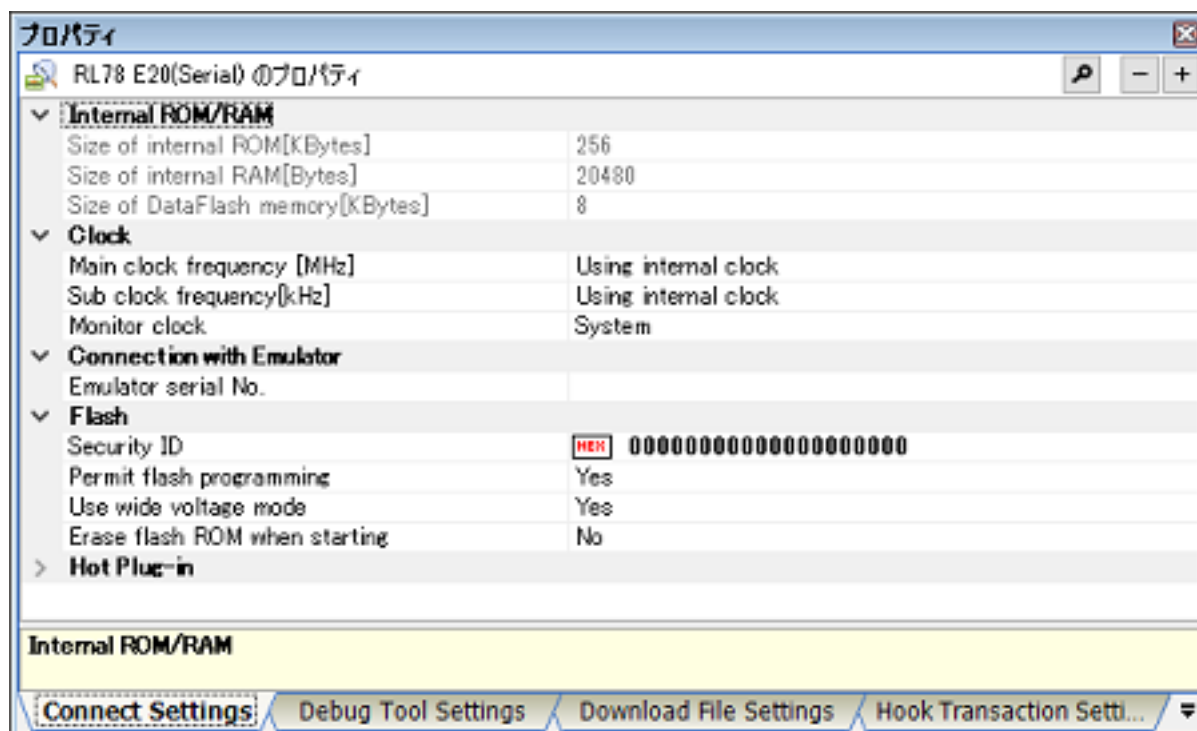 プロパティ
RL78 E20(Serial) のプロパティ
Internal ROM/RAM
Size of internal ROM[KBytes] 256
Size of internal RAM[Bytes] 20480
Size of DataFlash memory[KBytes] 8
Clock
Main clock frequency [MHz] Using internal clock
Sub clock frequency[kHz] Using internal clock
Monitor clock System
Connection with Emulator
Emulator serial No.
Flash
Security ID HEX 00000000000000000000
Permit flash programming Yes
Use wide voltage mode Yes
Erase flash ROM when starting No
Hot Plug-in
Internal ROM/RAM
Connect Settings Debug Tool Settings Download File Settings Hook Transaction Setti...